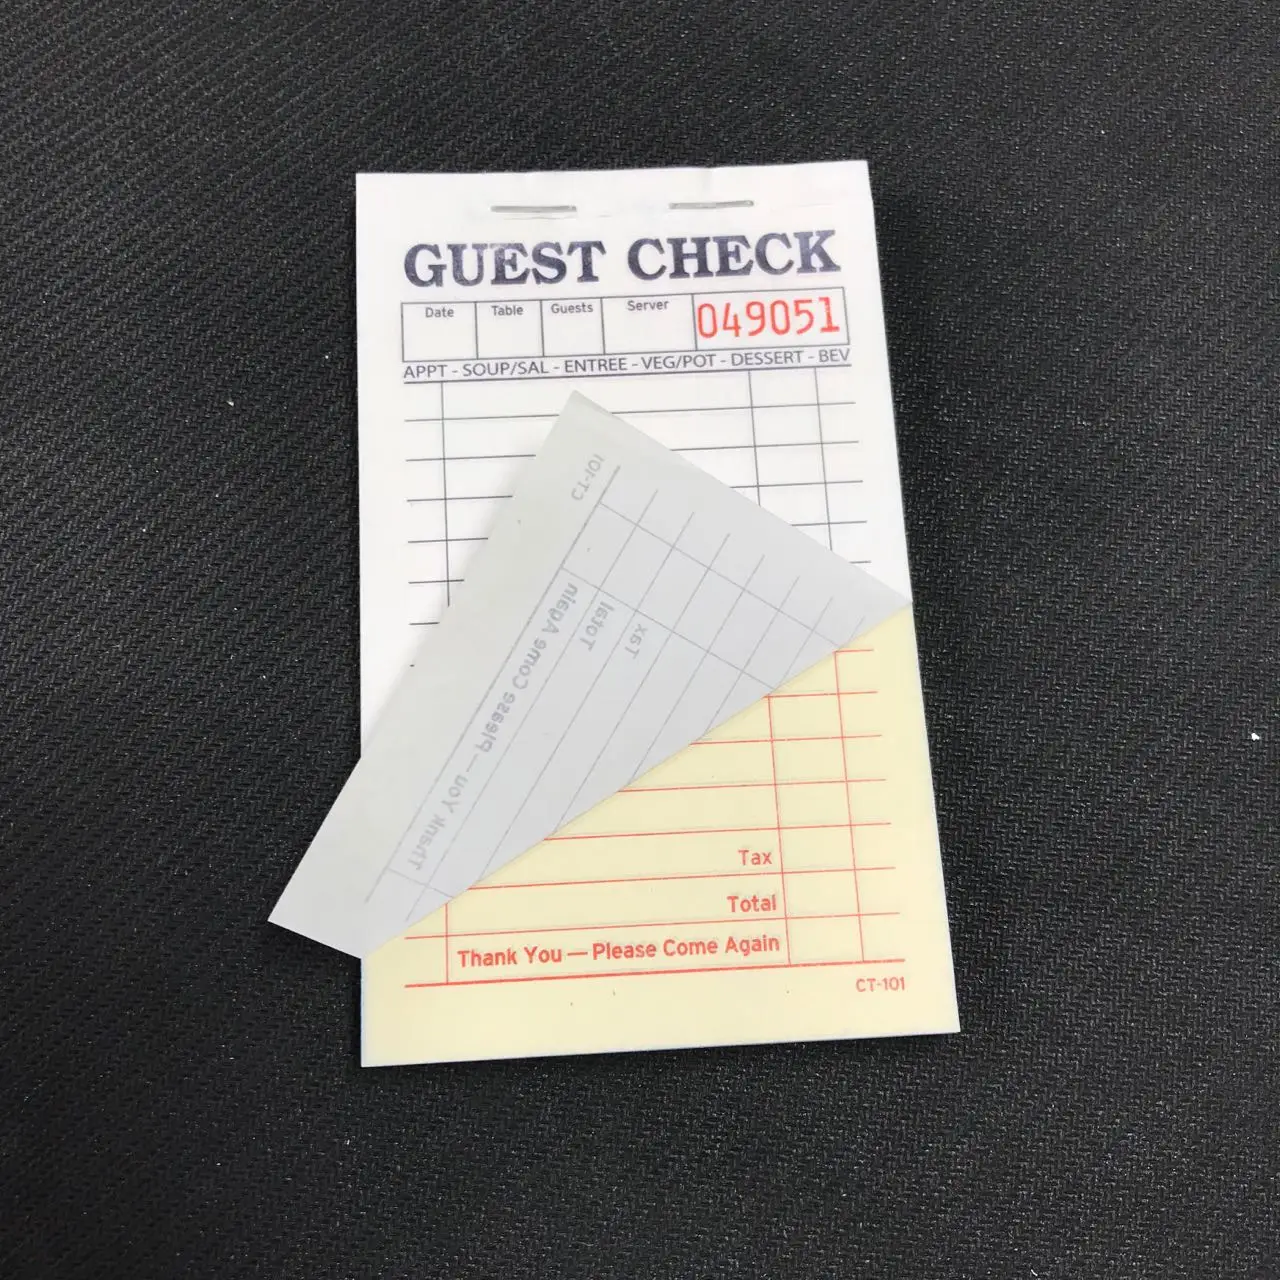 GUEST CHECK
Date Table Guests Server 049051
APPT - SOUP/SAL - ENTREE - VEG/POT - DESSERT - BEV
CT-101
Thank You — Please Come Again
Total
Tax
Tax
Total
Thank You — Please Come Again
CT-101